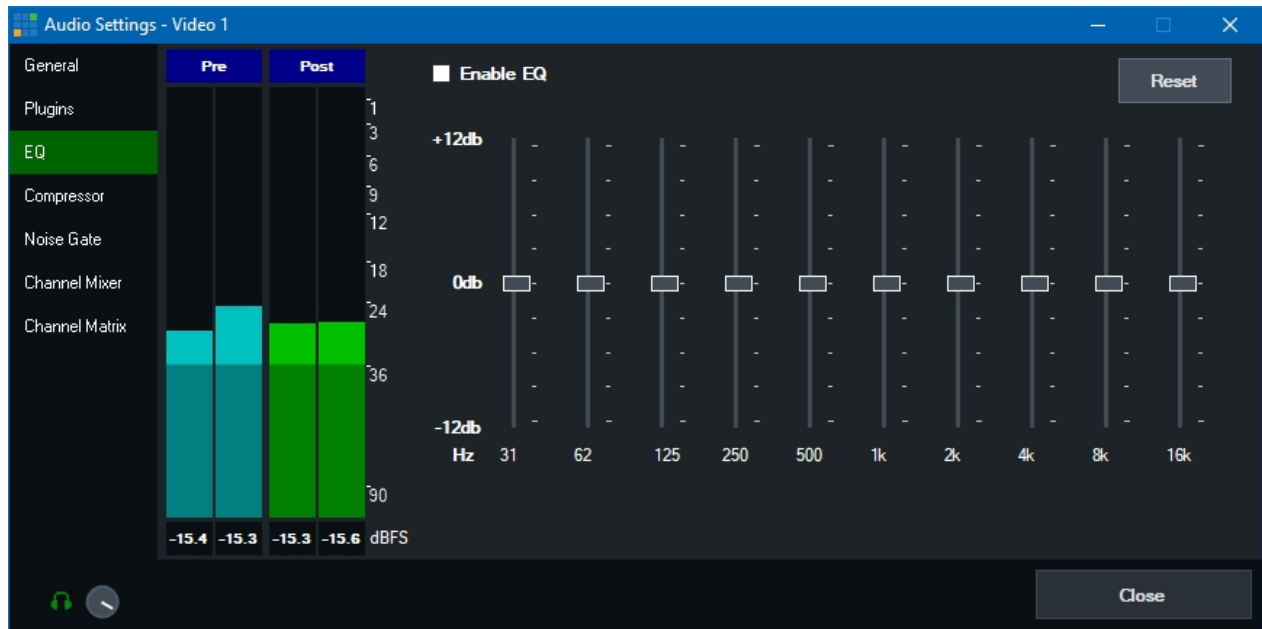 Audio Settings - Video 1
General
Plugins
EQ
Compressor
Noise Gate
Channel Mixer
Channel Matrix
Pre Post
1
3
6
9
12
18
24
36
90
-15.4 -15.3 -15.3 -15.6 dBFS
Enable EQ
Reset
+12db
0db
-12db
Hz 31 62 125 250 500 1k 2k 4k 8k 16k
Close